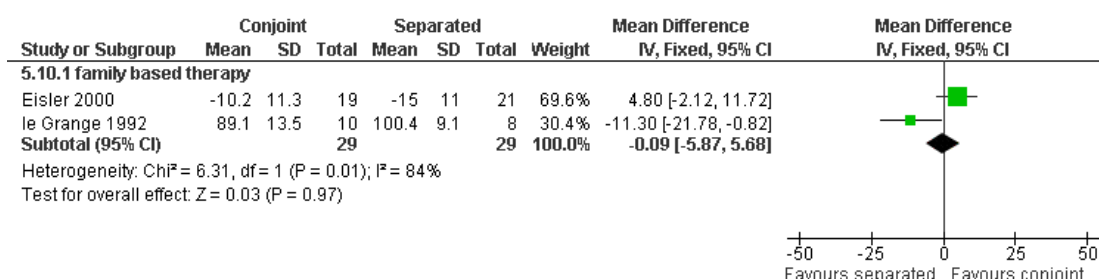 Conjoint Separated Mean Difference Mean Difference
Study or Subgroup Mean SD Total Mean SD Total Weight IV, Fixed, 95% CI IV, Fixed, 95% CI
5.10.1 family based therapy
Eisler 2000 -10.2 11.3 19 -15 11 21 69.6% 4.80 [-2.12, 11.72]
le Grange 1992 89.1 13.5 10 100.4 9.1 8 30.4% -11.30 [-21.78, -0.82]
Subtotal (95% CI) 29 29 100.0% -0.09 [-5.87, 5.68]
Heterogeneity: Chi² = 6.31, df = 1 (P = 0.01); I² = 84%
Test for overall effect: Z = 0.03 (P = 0.97)
-50 -25 0 25 50
Favours separated Favours conjoint